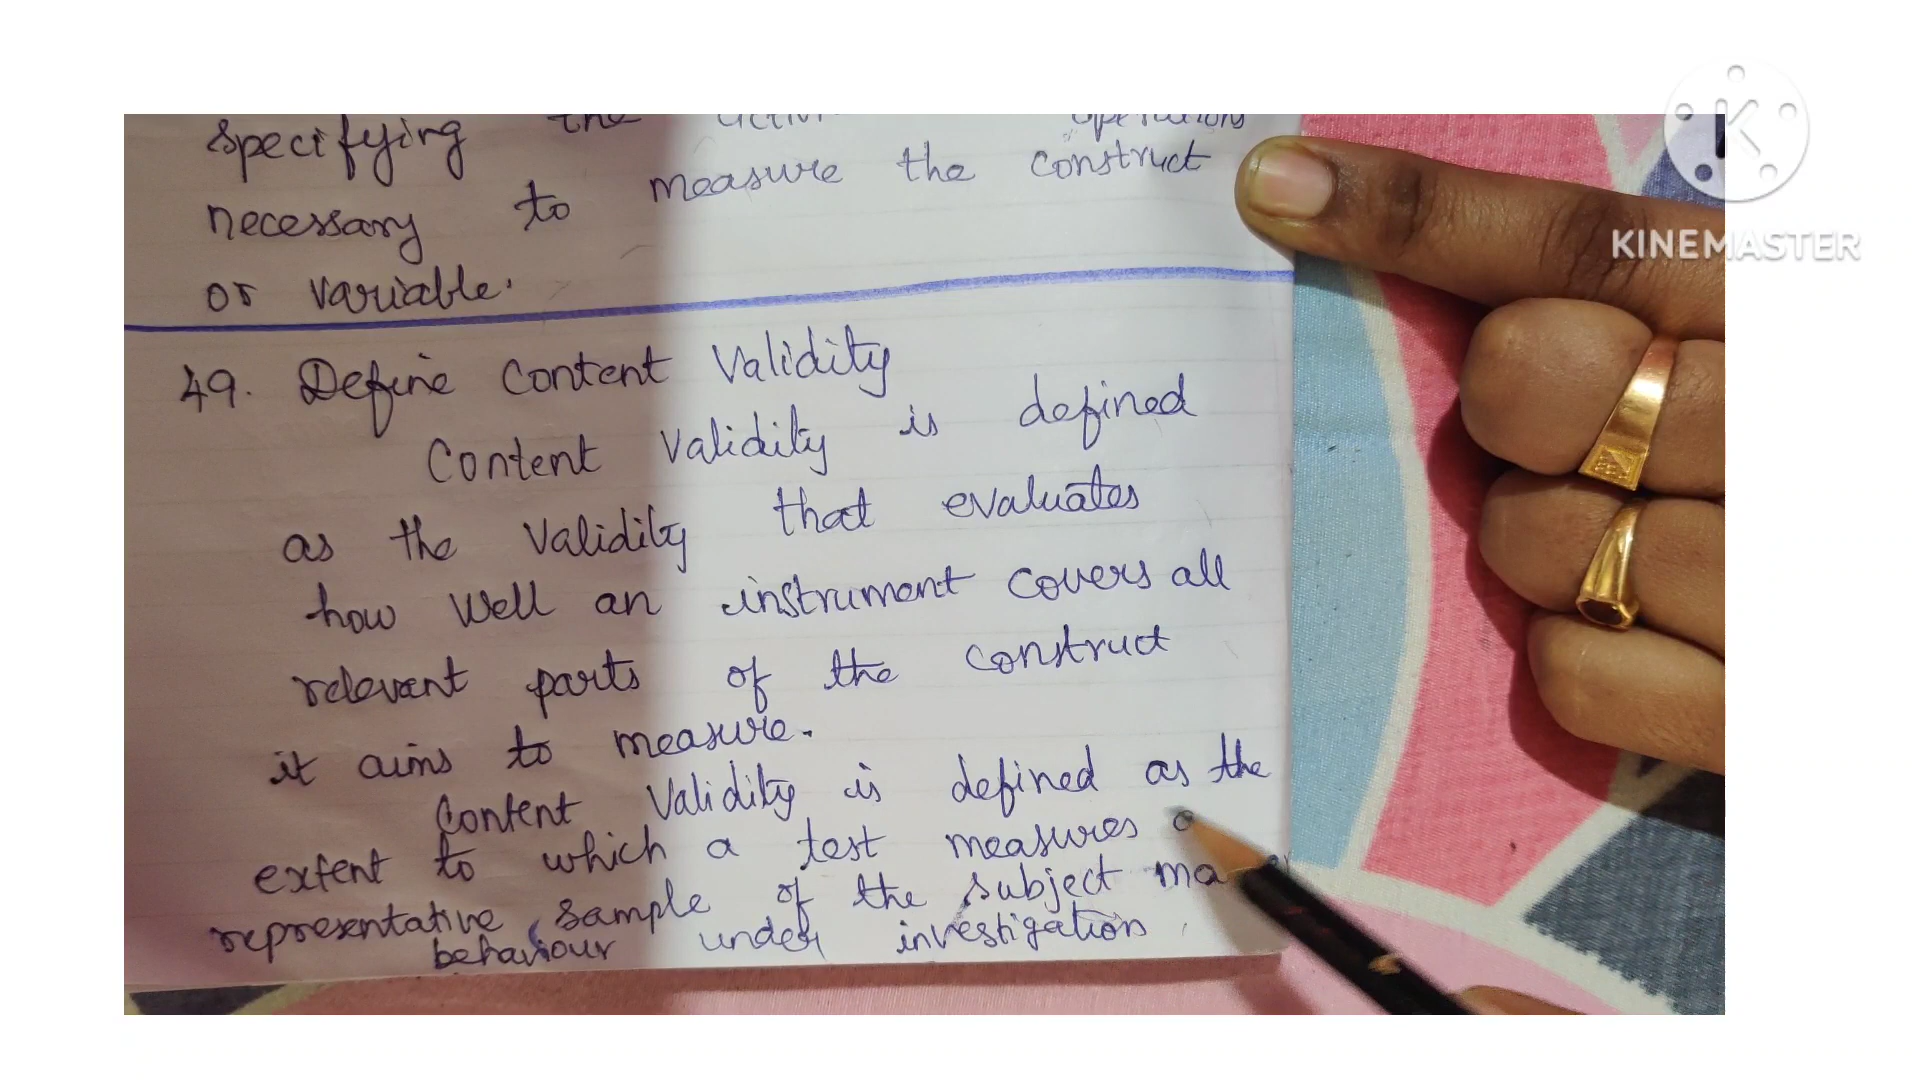 specifying the
necessary to measure the construct
or variable.
49. Define Content Validity
Content Validity is defined
as the validity that evaluates
how well an instrument covers all
relevant parts of the construct
it aims to measure.
Content Validity is defined as the
extent to which a test measures
representative sample of the subject
behaviour under investigation
KINEMASTER